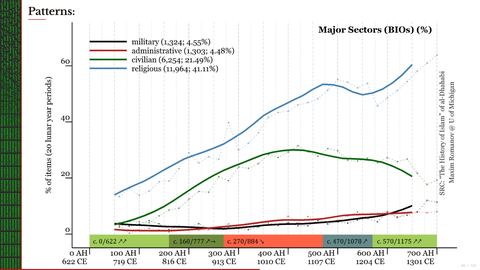 Patterns:
Major Sectors (BIOs) (%)
military (1,324; 4.55%)
administrative (1,303; 4.48%)
civilian (6,254; 21.49%)
religious (11,964; 41.11%)
% of items (20 lunar year periods)
60
40
20
0
c. 0/622 ↗↗
c. 160/777 ↗→
c. 270/884 ↘
c. 470/1078 ↗
c. 570/1175 ↗↗
0 AH 100 AH 200 AH 300 AH 400 AH 500 AH 600 AH 700 AH
622 CE 719 CE 816 CE 913 CE 1010 CE 1107 CE 1204 CE 1301 CE
SRC: "The History of Islam" of al-Dhahabi
Maxim Romanov @ U of Michigan